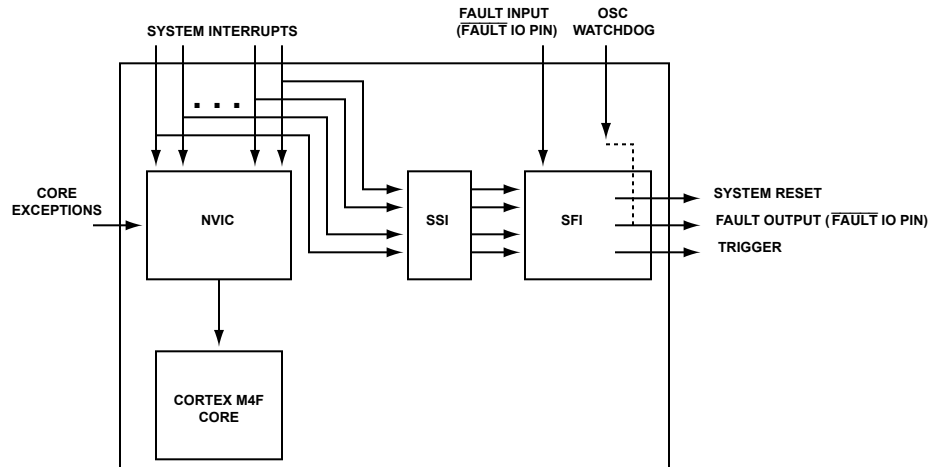 SYSTEM INTERRUPTS
FAULT INPUT
(FAULT IO PIN)
OSC
WATCHDOG
CORE
EXCEPTIONS
NVIC
SSI
SFI
SYSTEM RESET
FAULT OUTPUT (FAULT IO PIN)
TRIGGER
CORTEX M4F
CORE